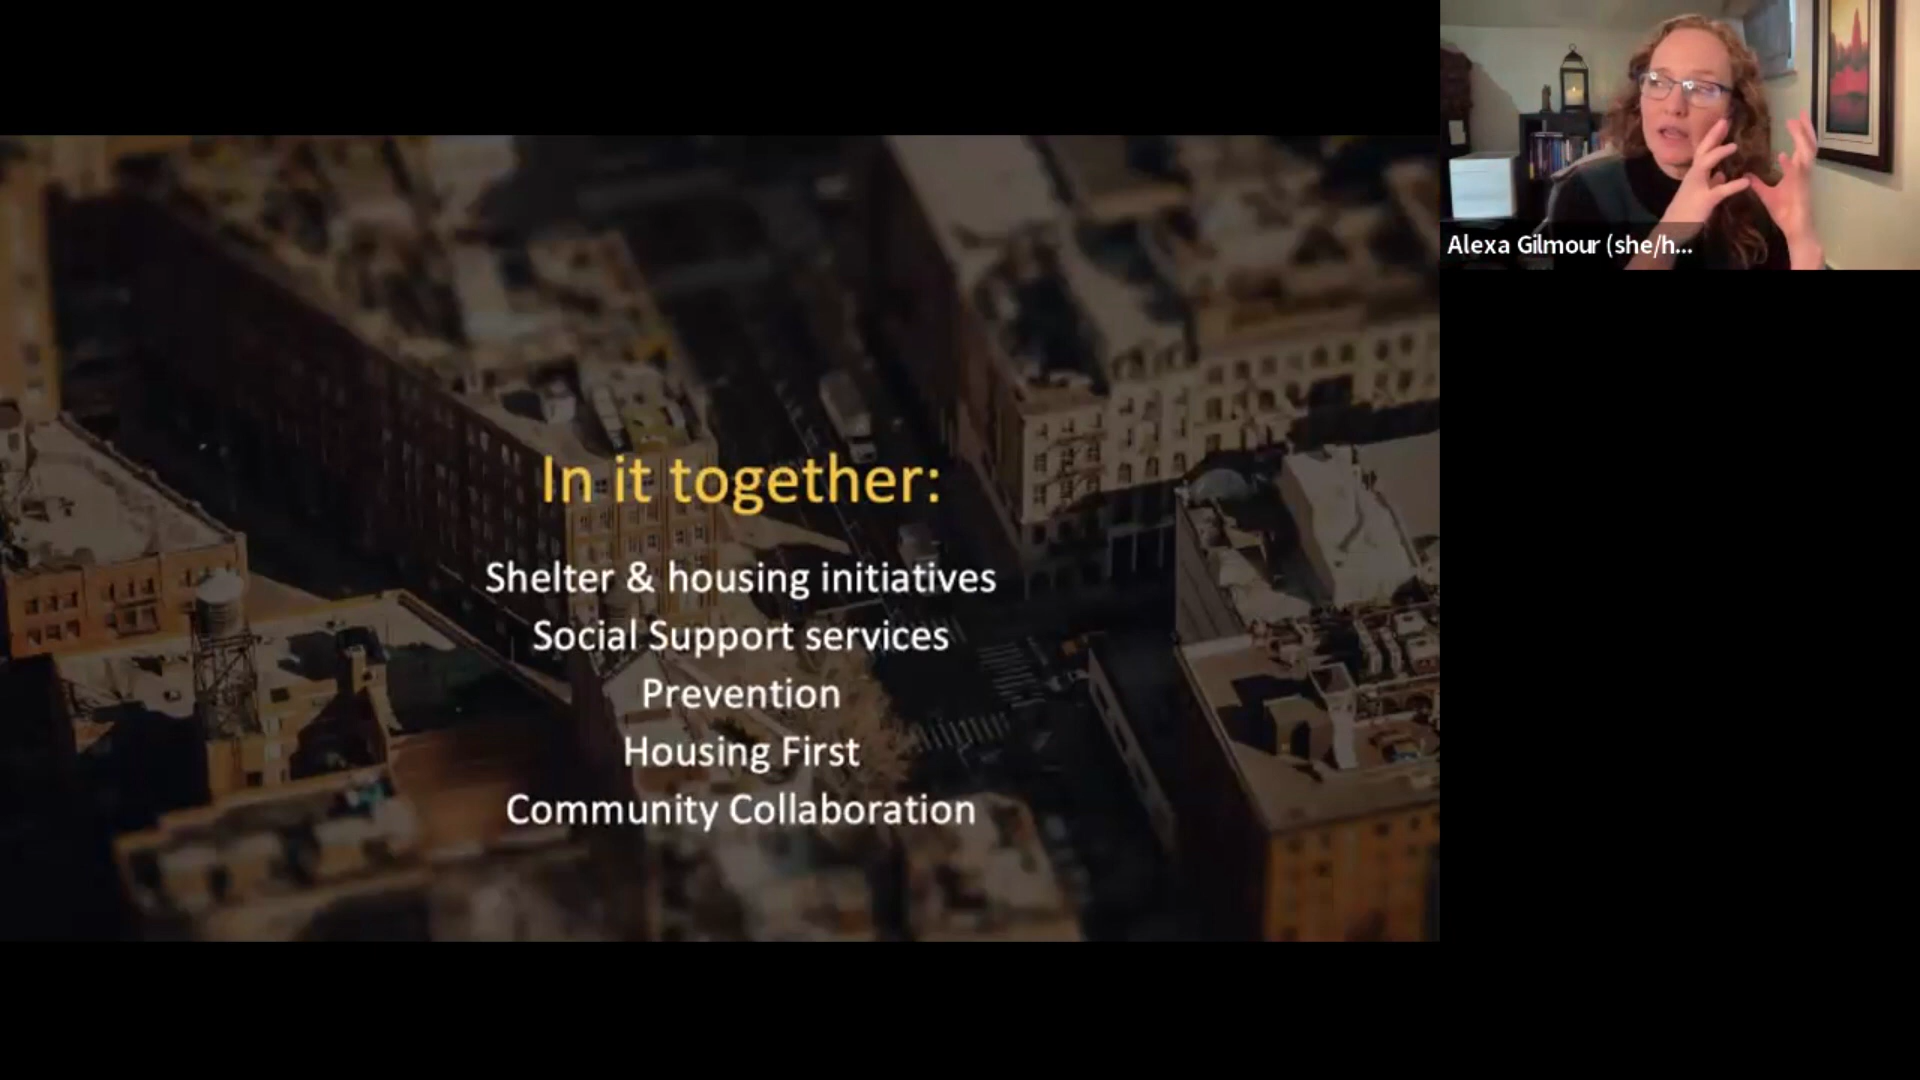 In it together:
Shelter & housing initiatives
Social Support services
Prevention
Housing First
Community Collaboration
Alexa Gilmour (she/h...